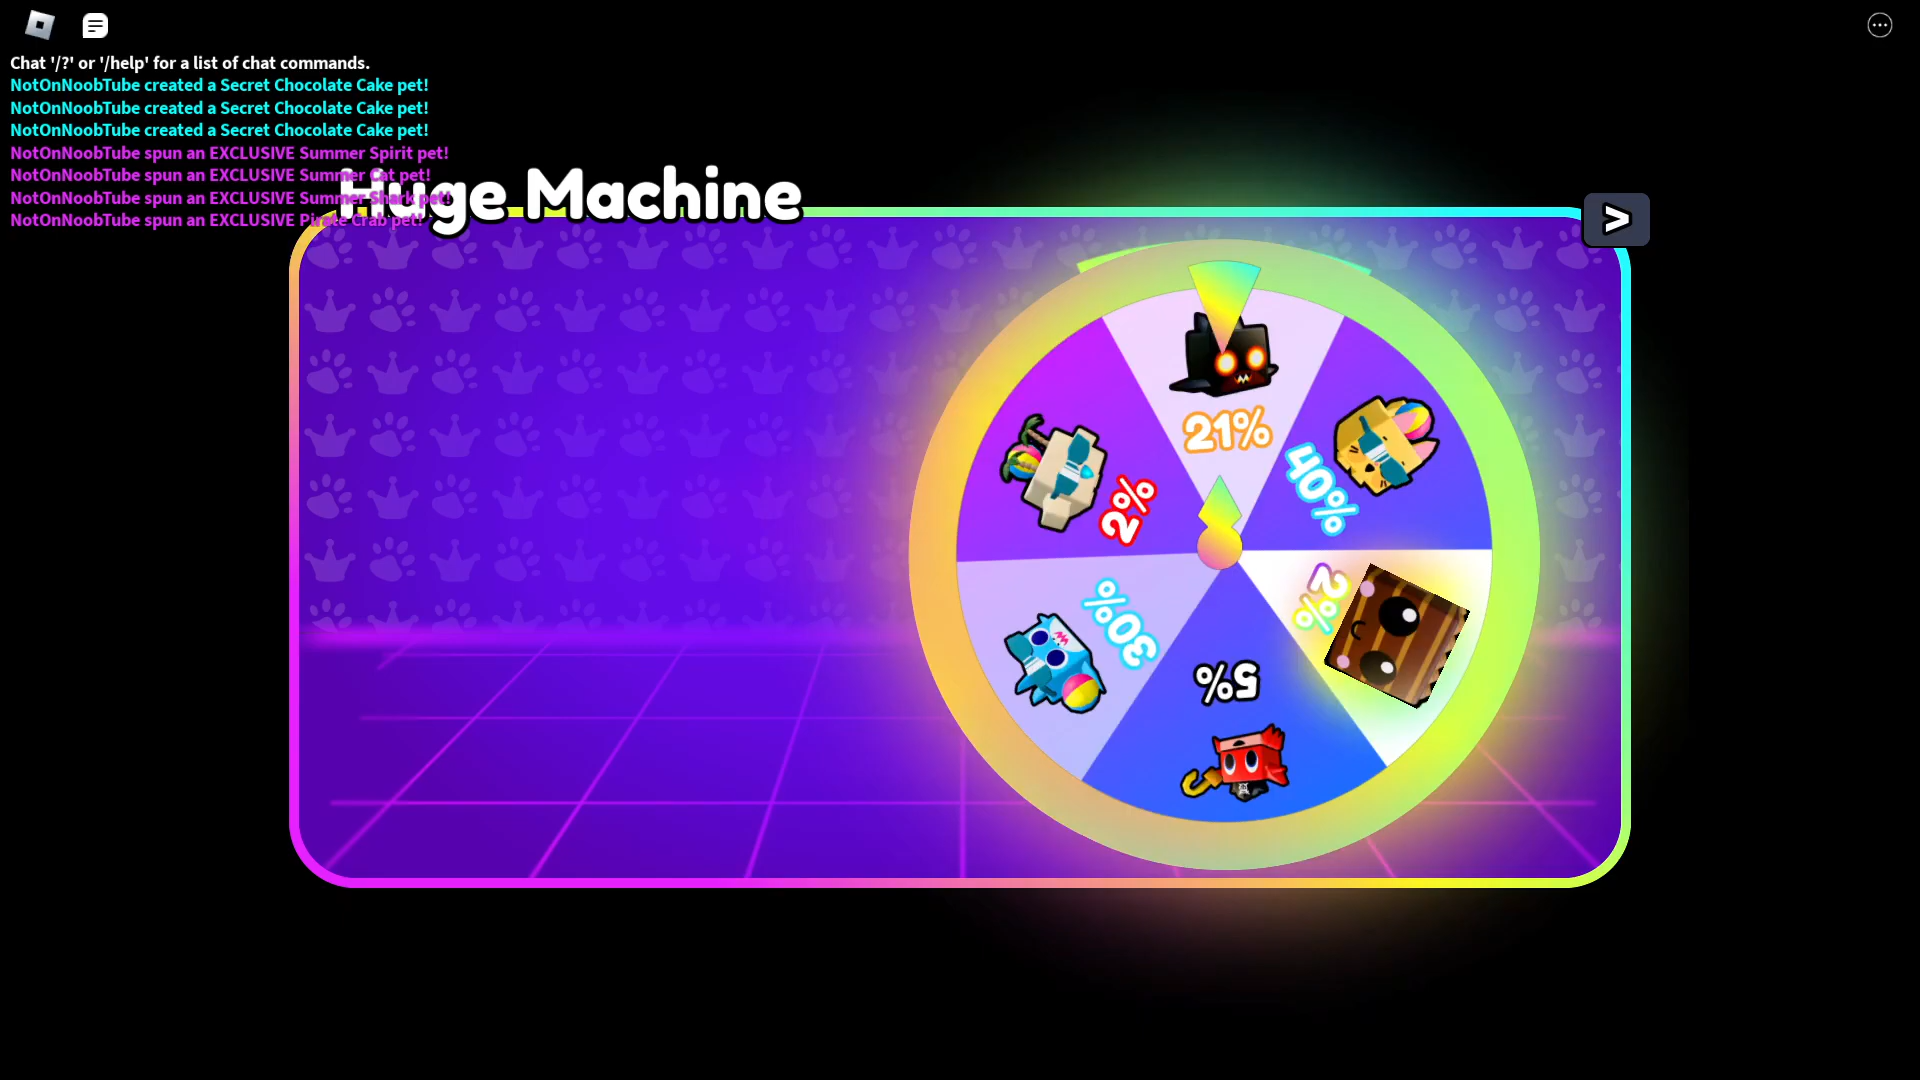 Chat '/?' or '/help' for a list of chat commands.
NotOnNoobTube created a Secret Chocolate Cake pet!
NotOnNoobTube created a Secret Chocolate Cake pet!
NotOnNoobTube created a Secret Chocolate Cake pet!
NotOnNoobTube spun an EXCLUSIVE Summer Spirit pet!
NotOnNoobTube spun an EXCLUSIVE Summer Cat pet!
NotOnNoobTube spun an EXCLUSIVE Summer Shark pet!
NotOnNoobTube spun an EXCLUSIVE Pirate Crab pet!
Huge Machine
>
21%
40%
2%
2%
30%
5%